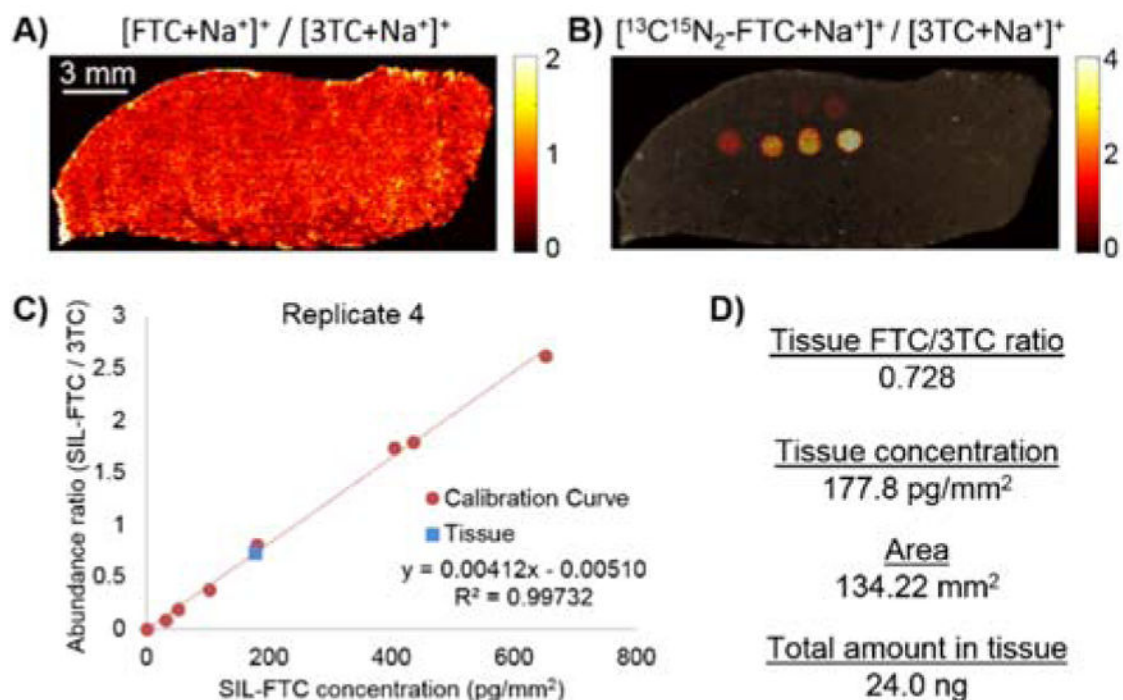 A) [FTC+Na⁺]⁺ / [3TC+Na⁺]⁺
3 mm
2
1
0
B) [¹³C¹⁵N₂-FTC+Na⁺]⁺ / [3TC+Na⁺]⁺
4
2
0
C)
Replicate 4
Abundance ratio (SIL-FTC / 3TC)
3
2.5
2
1.5
1
0.5
0
Calibration Curve
Tissue
y = 0.00412x - 0.00510
R² = 0.99732
0 200 400 600 800
SIL-FTC concentration (pg/mm²)
D)
Tissue FTC/3TC ratio
0.728
Tissue concentration
177.8 pg/mm²
Area
134.22 mm²
Total amount in tissue
24.0 ng